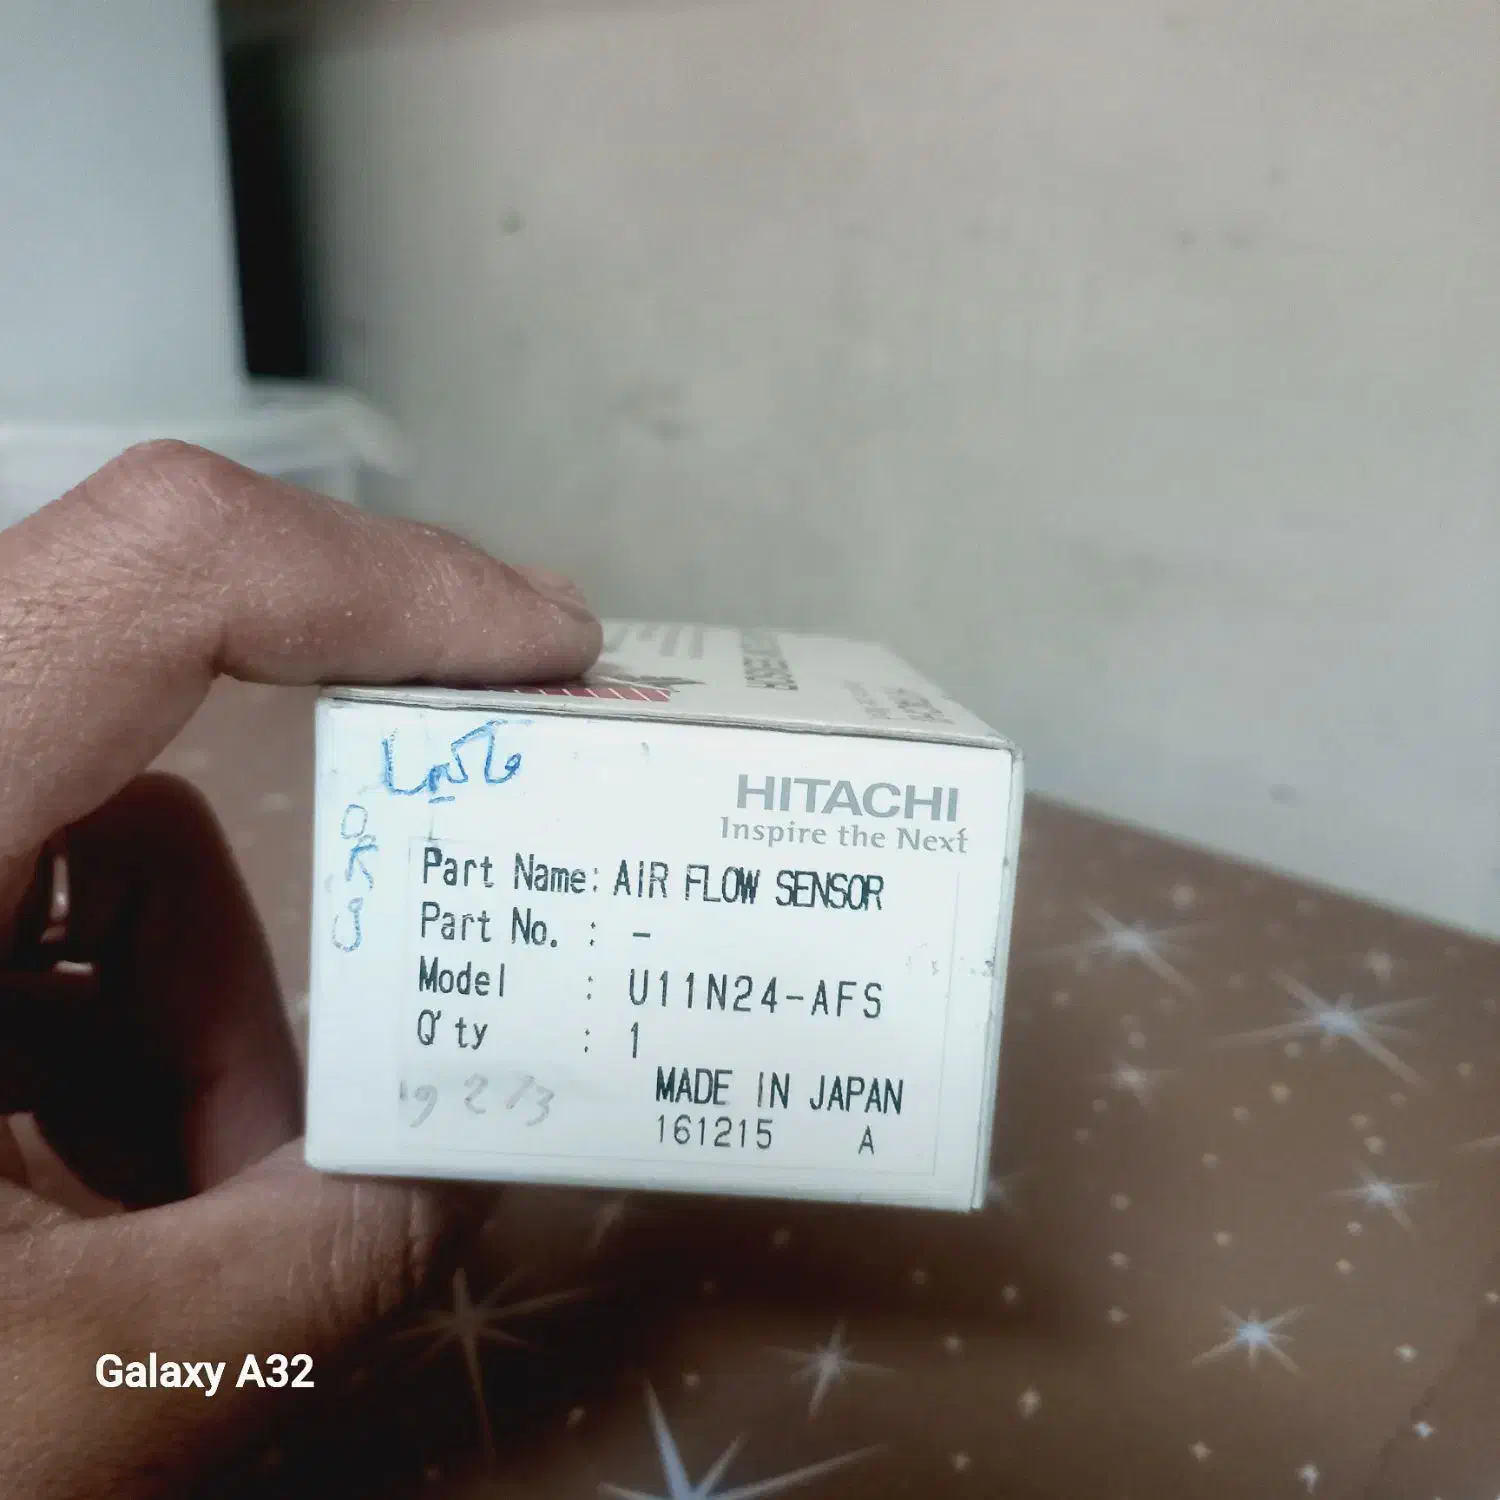 HITACHI
Inspire the Next
Part Name: AIR FLOW SENSOR
Part No. : -
Model : U11N24-AFS
Q'ty : 1
MADE IN JAPAN
161215 A
Galaxy A32